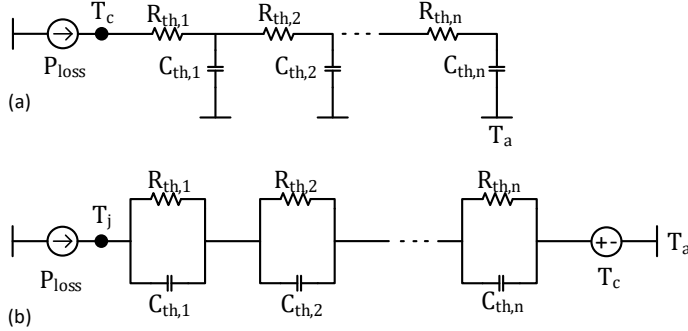 T_c R_th,1 R_th,2 R_th,n
P_loss C_th,1 C_th,2 C_th,n
(a)
T_a
R_th,1 R_th,2 R_th,n
T_j
+ - T_a
P_loss T_c
C_th,1 C_th,2 C_th,n
(b)